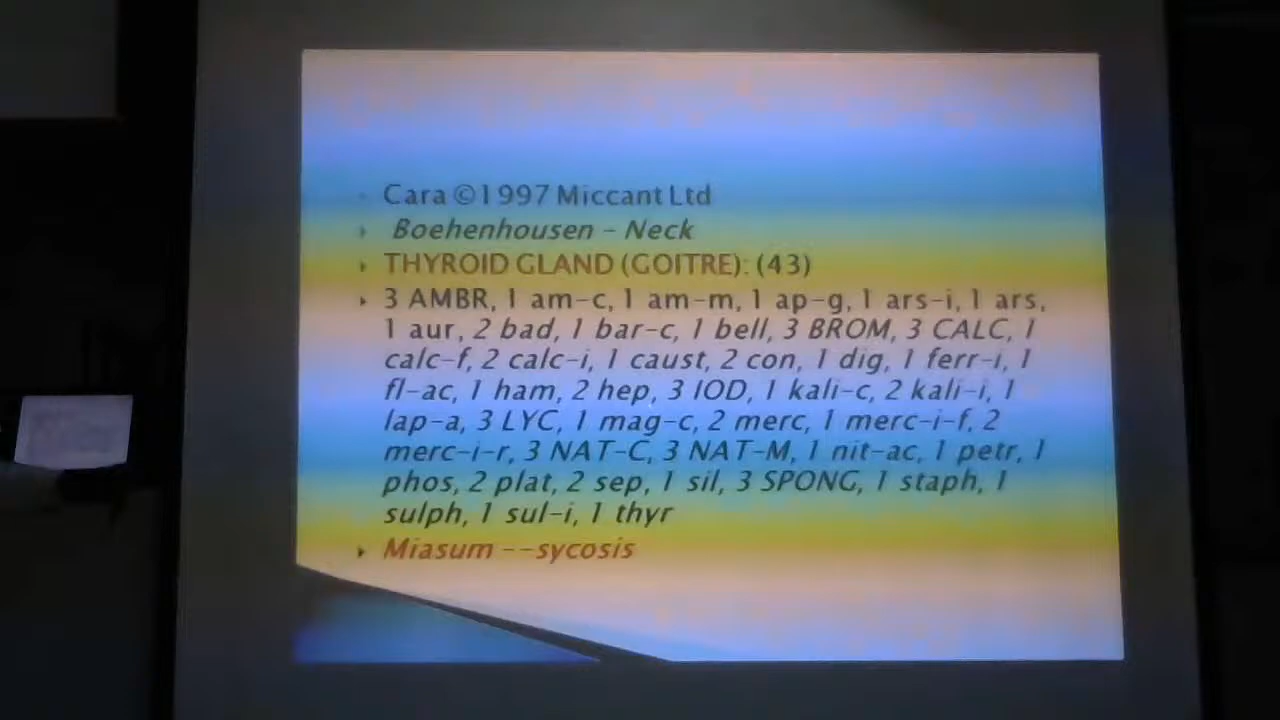 Cara ©1997 Miccant Ltd
Boehenhousen - Neck
THYROID GLAND (GOITRE): (43)
3 AMBR, 1 am-c, 1 am-m, 1 ap-g, 1 ars-i, 1 ars,
1 aur, 2 bad, 1 bar-c, 1 bell, 3 BROM, 3 CALC, 1
calc-f, 2 calc-i, 1 caust, 2 con, 1 dig, 1 ferr-i, 1
fl-ac, 1 ham, 2 hep, 3 IOD, 1 kali-c, 2 kali-i, 1
lap-a, 3 LYC, 1 mag-c, 2 merc, 1 merc-i-f, 2
merc-i-r, 3 NAT-C, 3 NAT-M, 1 nit-ac, 1 petr, 1
phos, 2 plat, 2 sep, 1 sil, 3 SPONG, 1 staph, 1
sulph, 1 sul-i, 1 thyr
Miasum --sycosis